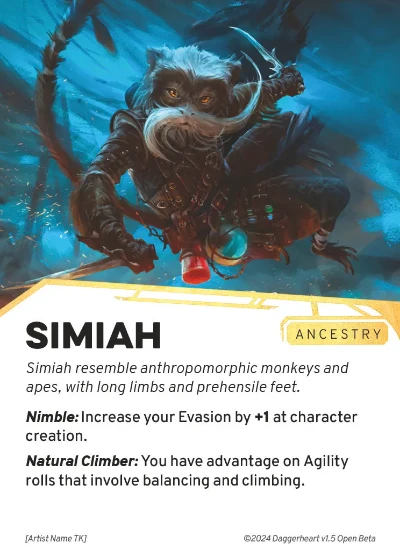 SIMIAH
ANCESTRY
Simiah resemble anthropomorphic monkeys and
apes, with long limbs and prehensile feet.
Nimble: Increase your Evasion by +1 at character
creation.
Natural Climber: You have advantage on Agility
rolls that involve balancing and climbing.
[Artist Name TK]
©2024 Daggerheart v1.5 Open Beta